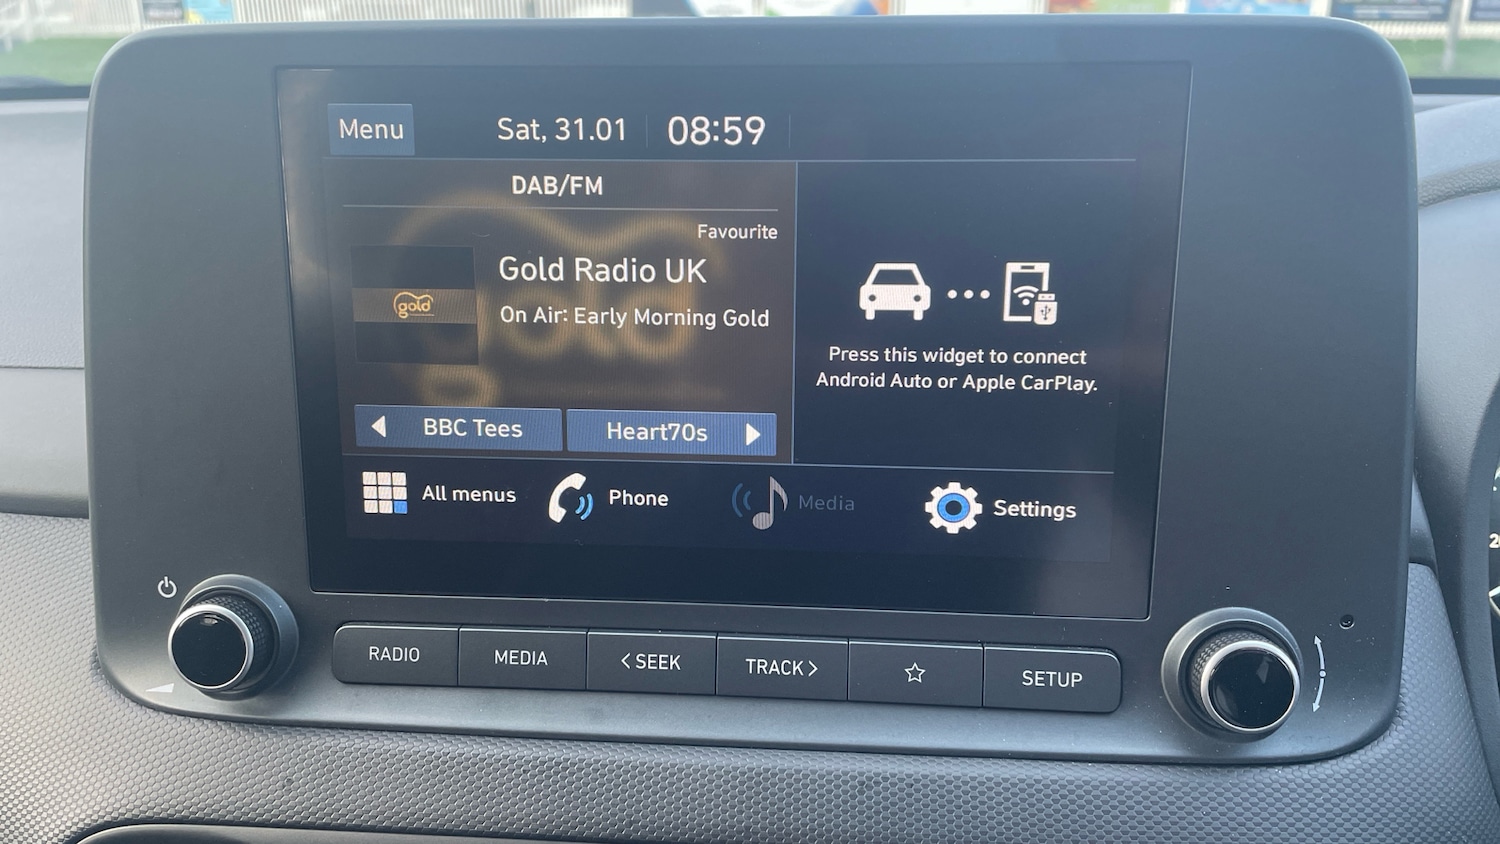 Menu
Sat, 31.01
08:59
DAB/FM
Favourite
gold
Gold Radio UK
On Air: Early Morning Gold
BBC Tees
Heart70s
Press this widget to connect
Android Auto or Apple CarPlay.
All menus
Phone
Media
Settings
RADIO
MEDIA
< SEEK
TRACK >
☆
SETUP